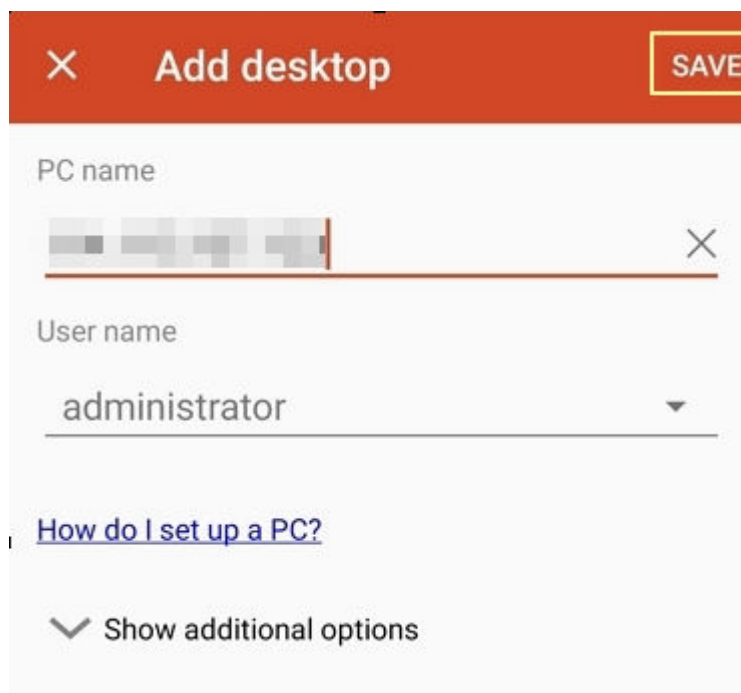 Add desktop SAVE
PC name
User name
administrator
How do I set up a PC?
Show additional options